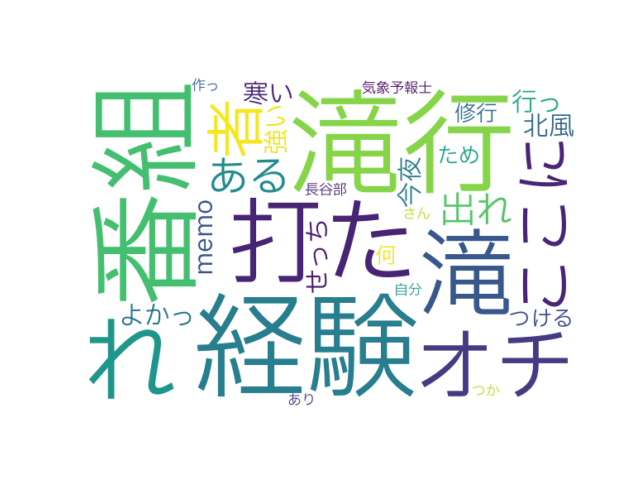 作っ
気象予報士
寒い
番組
者
強い
滝行
修行
行っ
北風
ため
ある
今夜
長谷部
に
memo
打た
せっち
さん
出れ
何
滝
ここ
自分
よかっ
れ
経験
つける
オチ
あり
つか